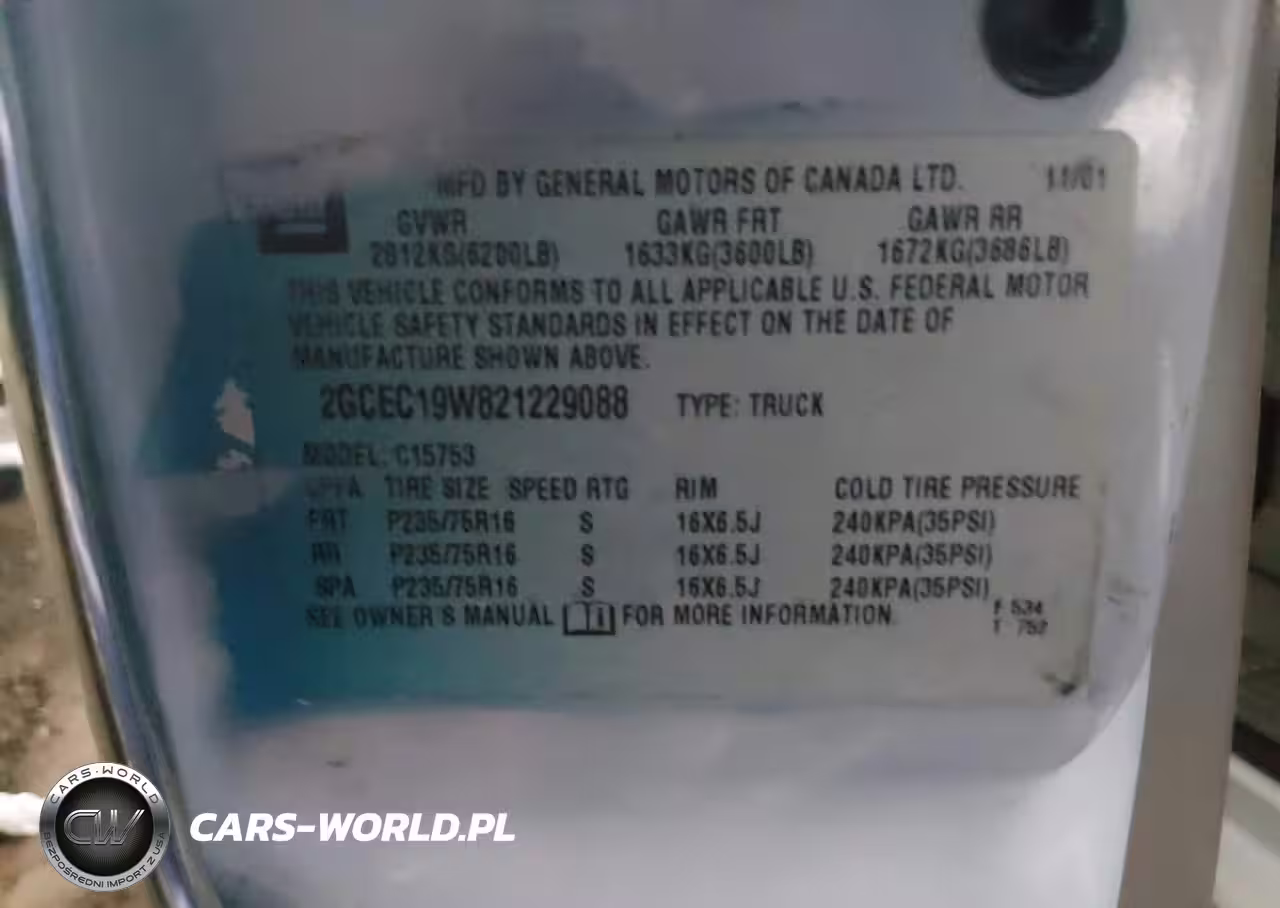 MFD BY GENERAL MOTORS OF CANADA LTD. 11/01
GVWR GAWR FRT GAWR RR
2812KG(6200LB) 1633KG(3600LB) 1672KG(3686LB)
THIS VEHICLE CONFORMS TO ALL APPLICABLE U.S. FEDERAL MOTOR
VEHICLE SAFETY STANDARDS IN EFFECT ON THE DATE OF
MANUFACTURE SHOWN ABOVE.
2GCEC19W821229088 TYPE: TRUCK
MODEL: C15753
TIRE SIZE SPEED RTG RIM COLD TIRE PRESSURE
FRT P235/75R16 S 16X6.5J 240KPA(35PSI)
RR P235/75R16 S 16X6.5J 240KPA(35PSI)
SPA P235/75R16 S 16X6.5J 240KPA(35PSI)
SEE OWNER'S MANUAL FOR MORE INFORMATION.
F 534
T 752
CARS-WORLD
CW
BEZPOŚREDNI IMPORT Z USA
CARS-WORLD.PL